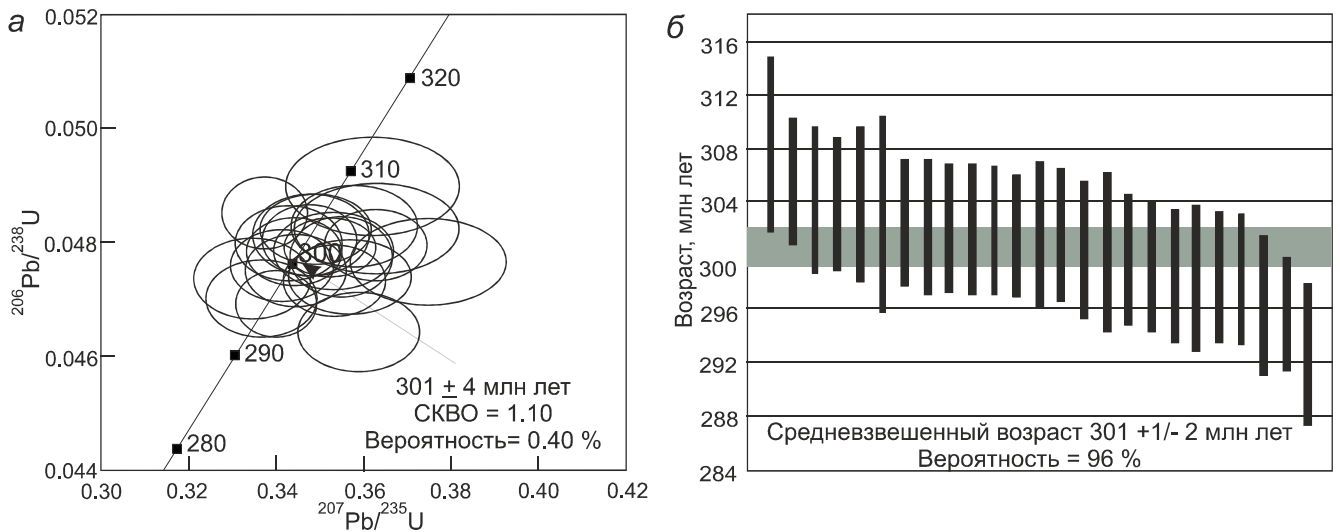 а
0.052
0.050
0.048
0.046
0.044
206Pb/238U
320
310
300
290
280
301 ± 4 млн лет
СКВО = 1.10
Вероятность= 0.40 %
0.30
0.32
0.34
0.36
0.38
0.40
0.42
207Pb/235U
б
316
312
308
304
300
296
292
288
284
Возраст, млн лет
Средневзвешенный возраст 301 +1/- 2 млн лет
Вероятность = 96 %